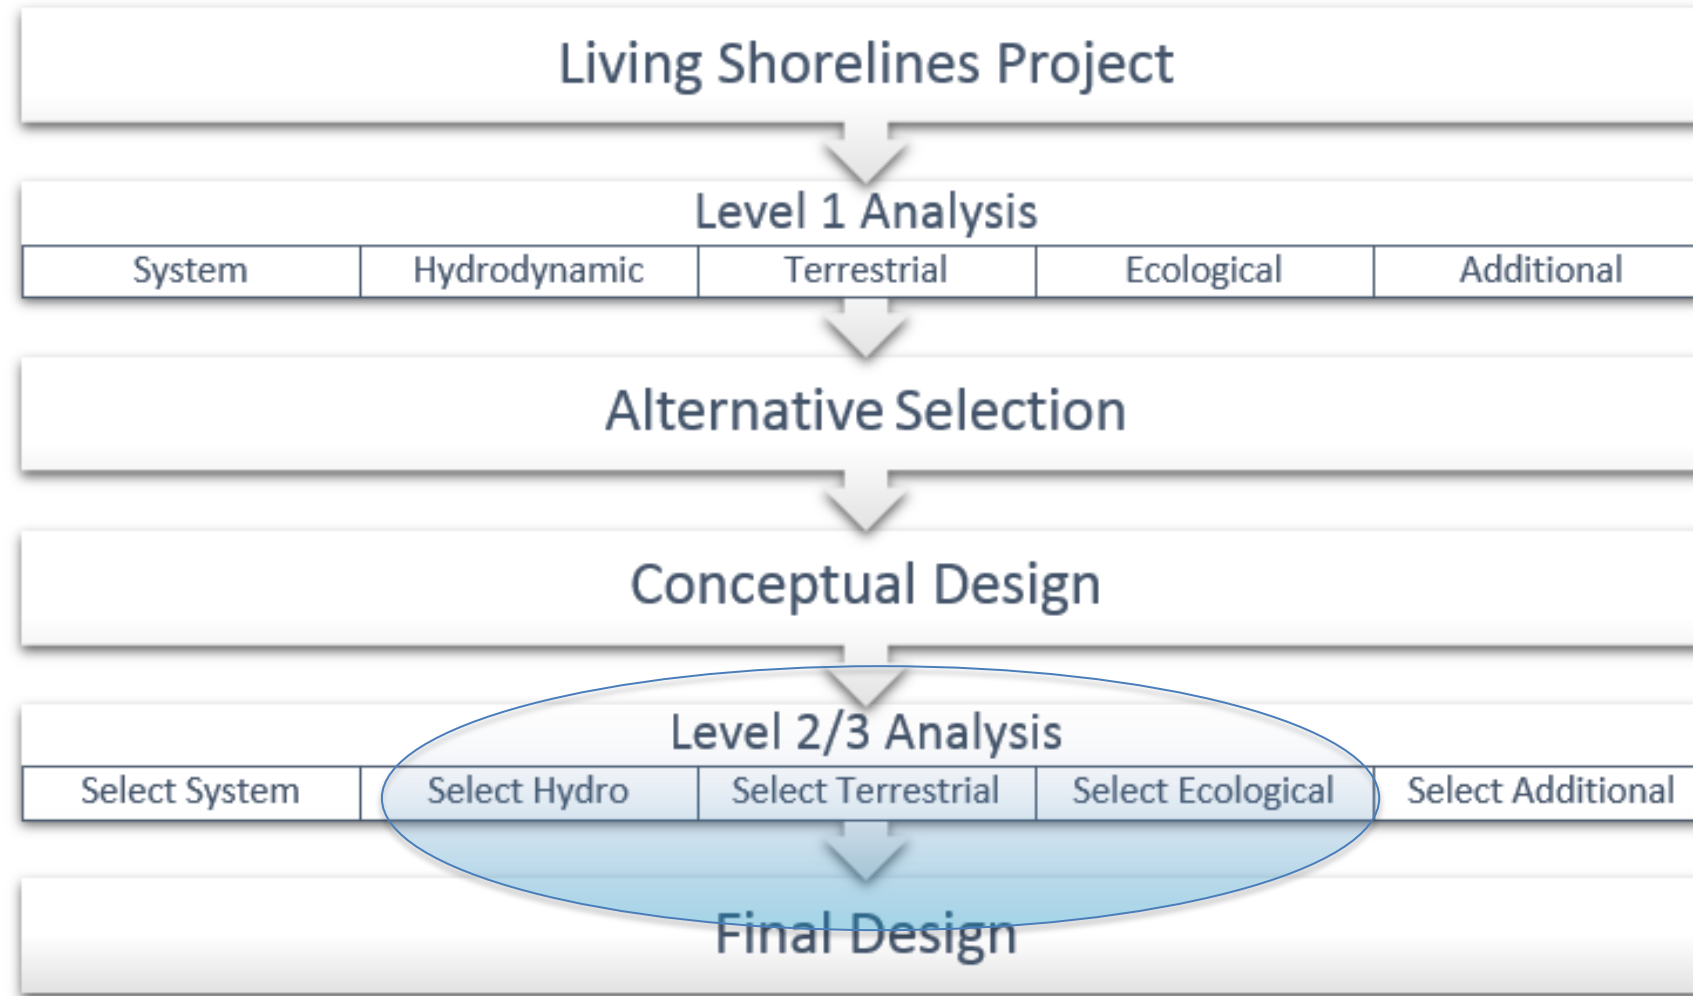 Living Shorelines Project
Level 1 Analysis
System Hydrodynamic Terrestrial Ecological Additional
Alternative Selection
Conceptual Design
Level 2/3 Analysis
Select System Select Hydro Select Terrestrial Select Ecological Select Additional
Final Design